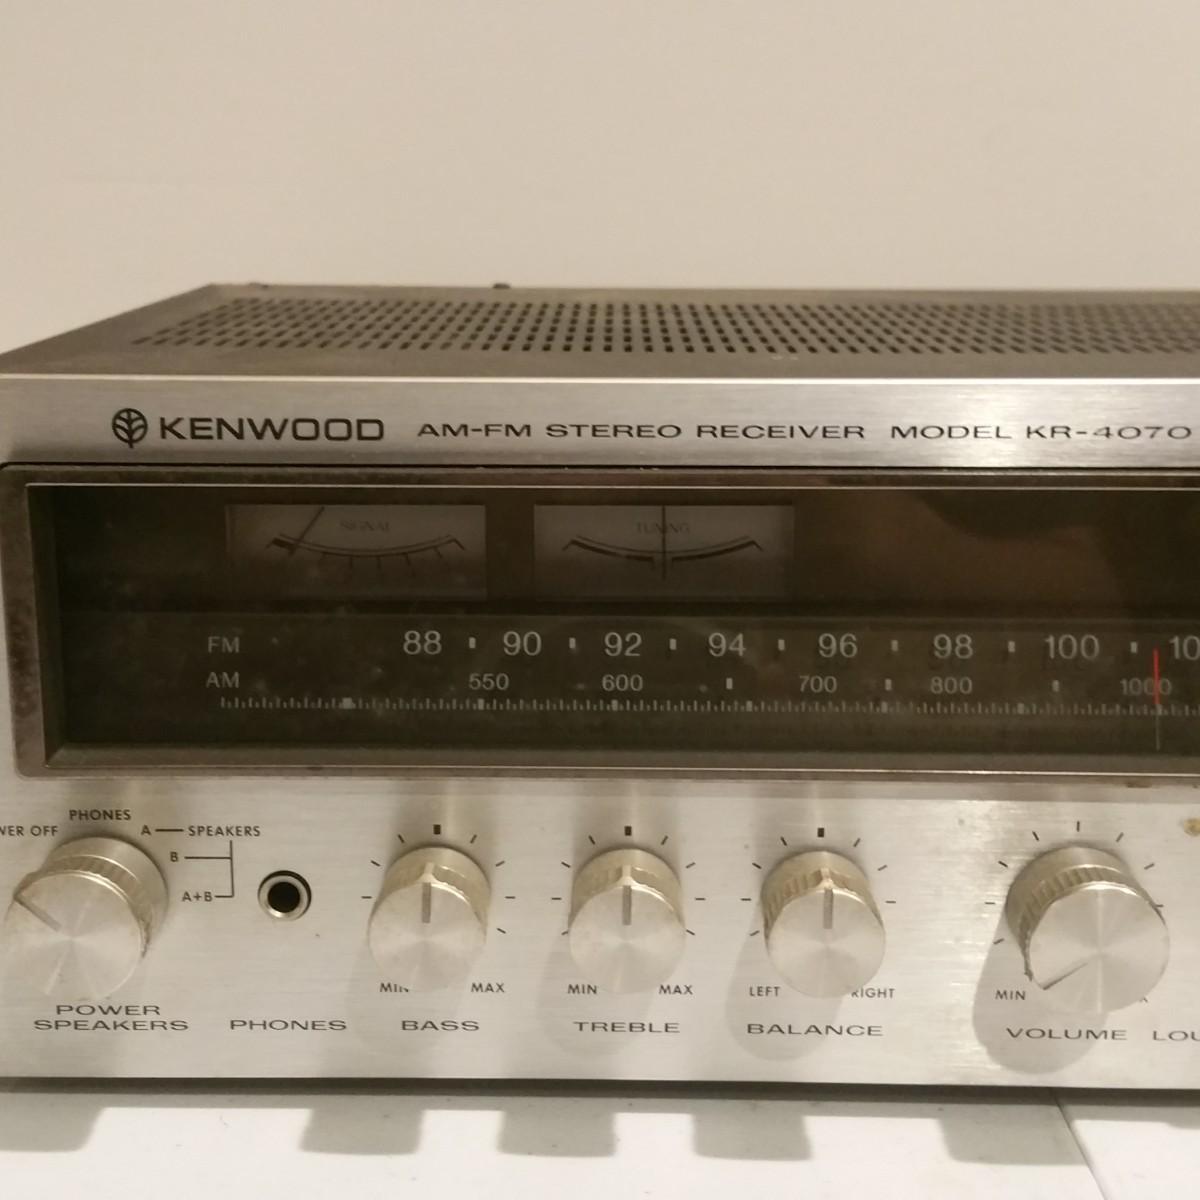 KENWOOD AM-FM STEREO RECEIVER MODEL KR-4070
SIGNAL TUNING
FM 88 90 92 94 96 98 100
AM 550 600 700 800 1000
PHONES
OFF A SPEAKERS
B
A+B
MIN MAX MIN MAX LEFT RIGHT MIN
POWER
SPEAKERS PHONES BASS TREBLE BALANCE VOLUME